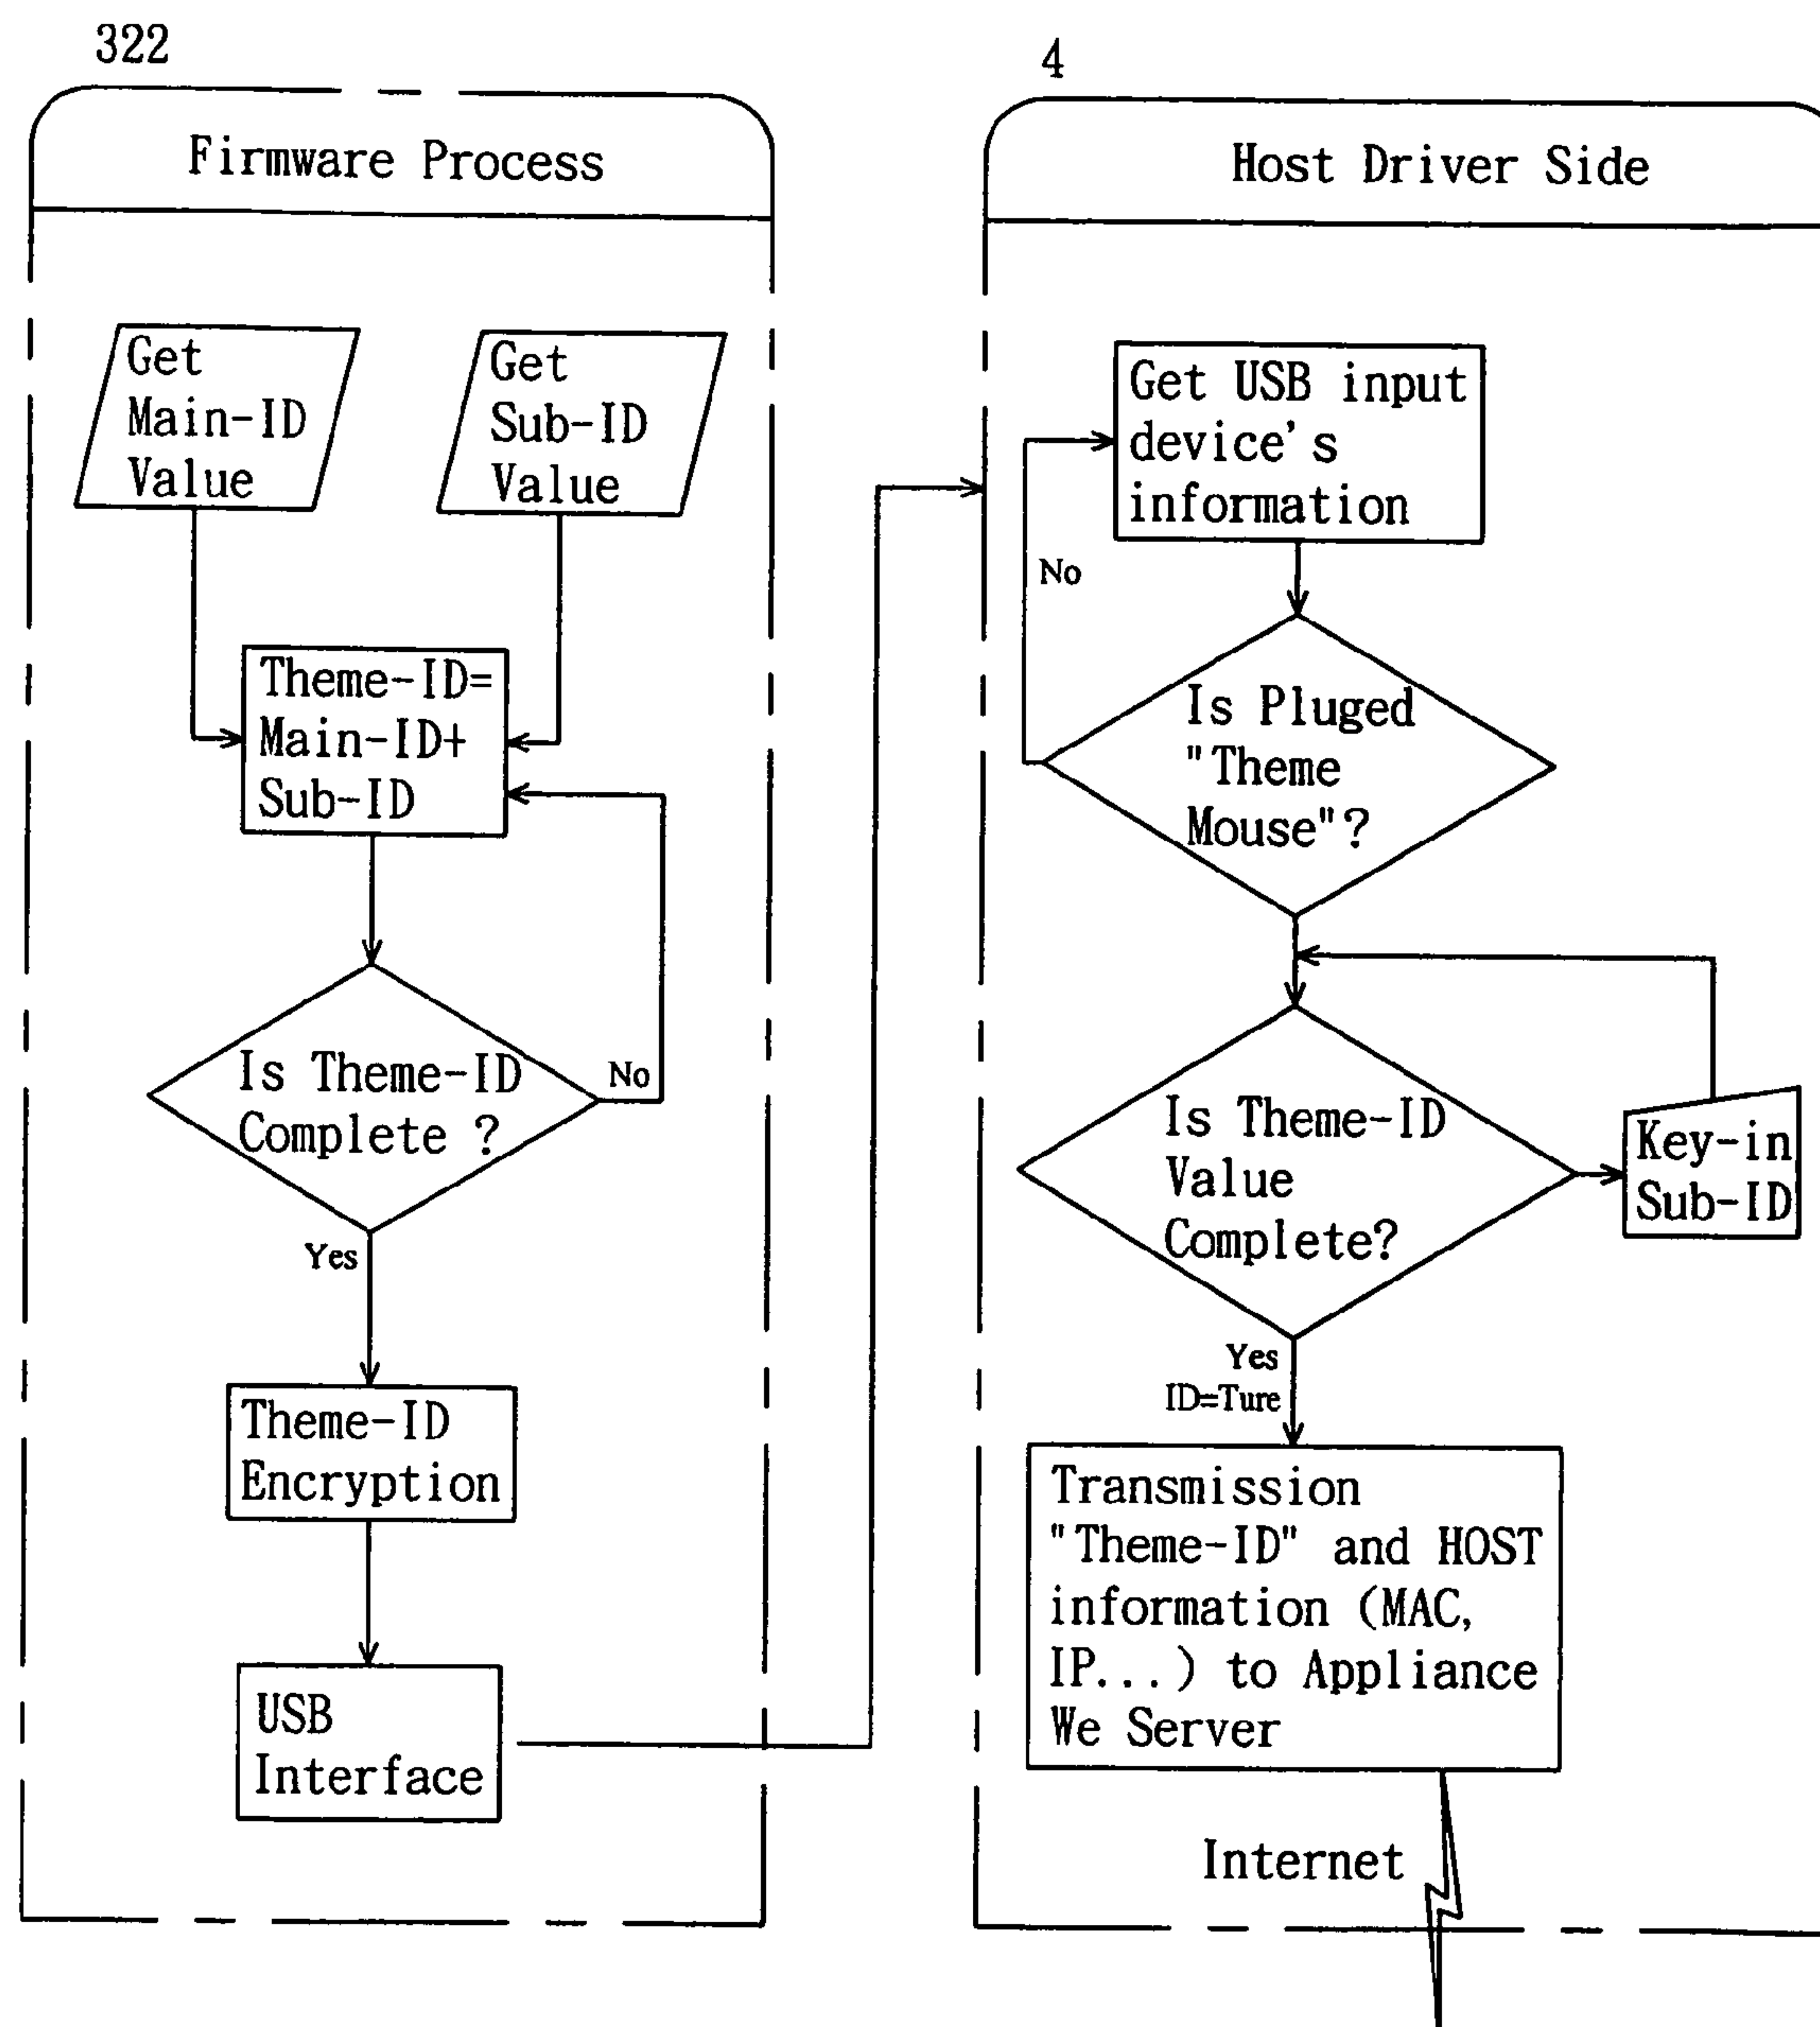 322
Firmware Process
Get
Main-ID
Value
Get
Sub-ID
Value
Theme-ID=
Main-ID+
Sub-ID
Is Theme-ID
Complete ?
No
Yes
Theme-ID
Encryption
USB
Interface
4
Host Driver Side
Get USB input
device's
information
No
Is Pluged
"Theme
Mouse"?
Is Theme-ID
Value
Complete?
Key-in
Sub-ID
Yes
ID=Ture
Transmission
"Theme-ID" and HOST
information (MAC,
IP...) to Appliance
We Server
Internet